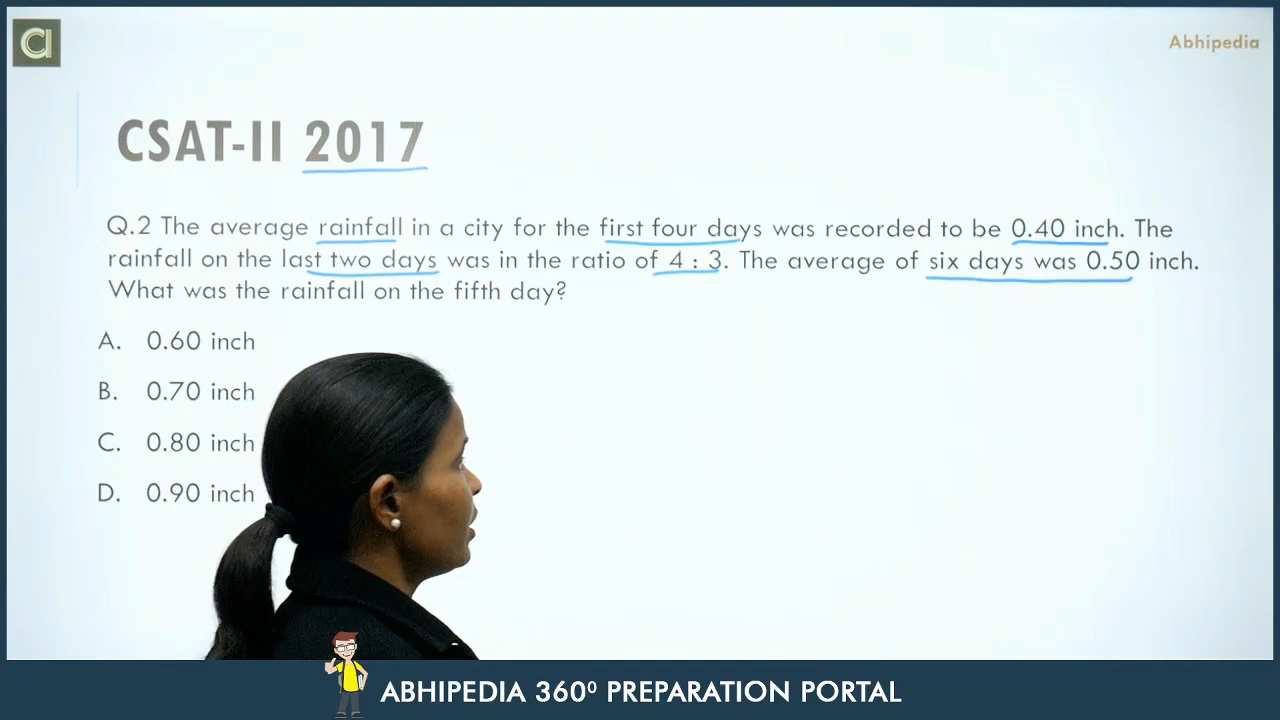 Abhipedia
CSAT-II 2017
Q.2 The average rainfall in a city for the first four days was recorded to be 0.40 inch. The
rainfall on the last two days was in the ratio of 4 : 3. The average of six days was 0.50 inch.
What was the rainfall on the fifth day?
A. 0.60 inch
B. 0.70 inch
C. 0.80 inch
D. 0.90 inch
ABHIPEDIA 360⁰ PREPARATION PORTAL